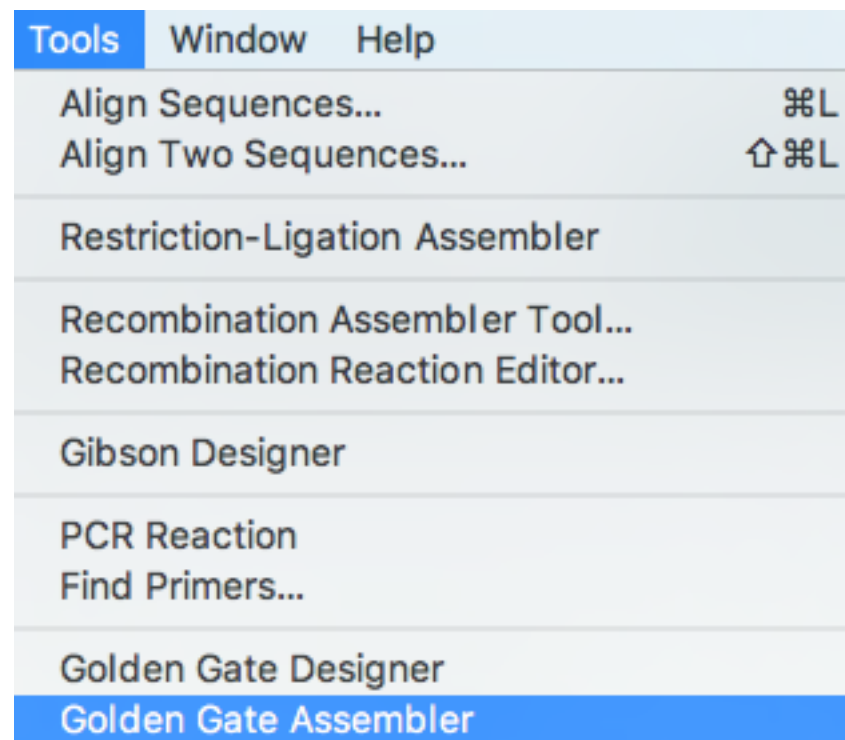 Tools Window Help
Align Sequences... ⌘L
Align Two Sequences... ⇧⌘L
Restriction-Ligation Assembler
Recombination Assembler Tool...
Recombination Reaction Editor...
Gibson Designer
PCR Reaction
Find Primers...
Golden Gate Designer
Golden Gate Assembler